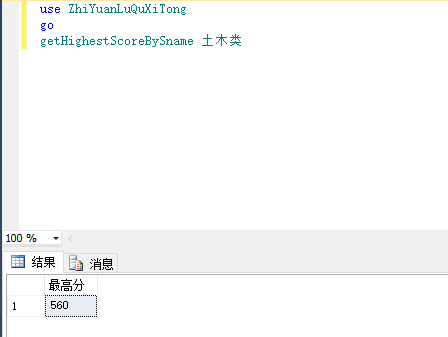 use ZhiYuanLuQuXiTong
go
getHighestScoreBySname 土木类
100 %
结果 消息
最高分
1 560